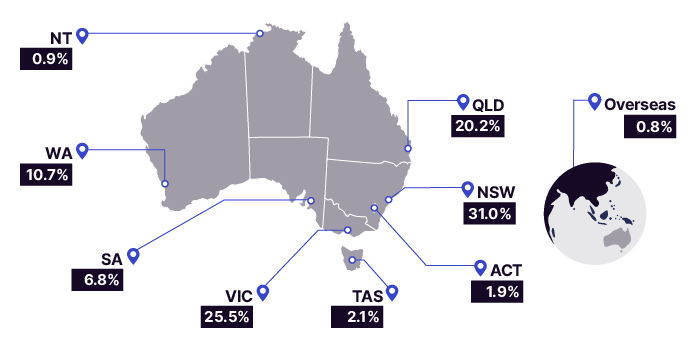 NT
0.9%
QLD
20.2%
Overseas
0.8%
WA
10.7%
NSW
31.0%
SA
6.8%
ACT
1.9%
VIC
25.5%
TAS
2.1%